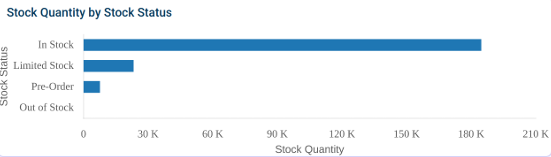 Stock Quantity by Stock Status
Stock Status
In Stock
Limited Stock
Pre-Order
Out of Stock
0 30 K 60 K 90 K 120 K 150 K 180 K 210 K
Stock Quantity